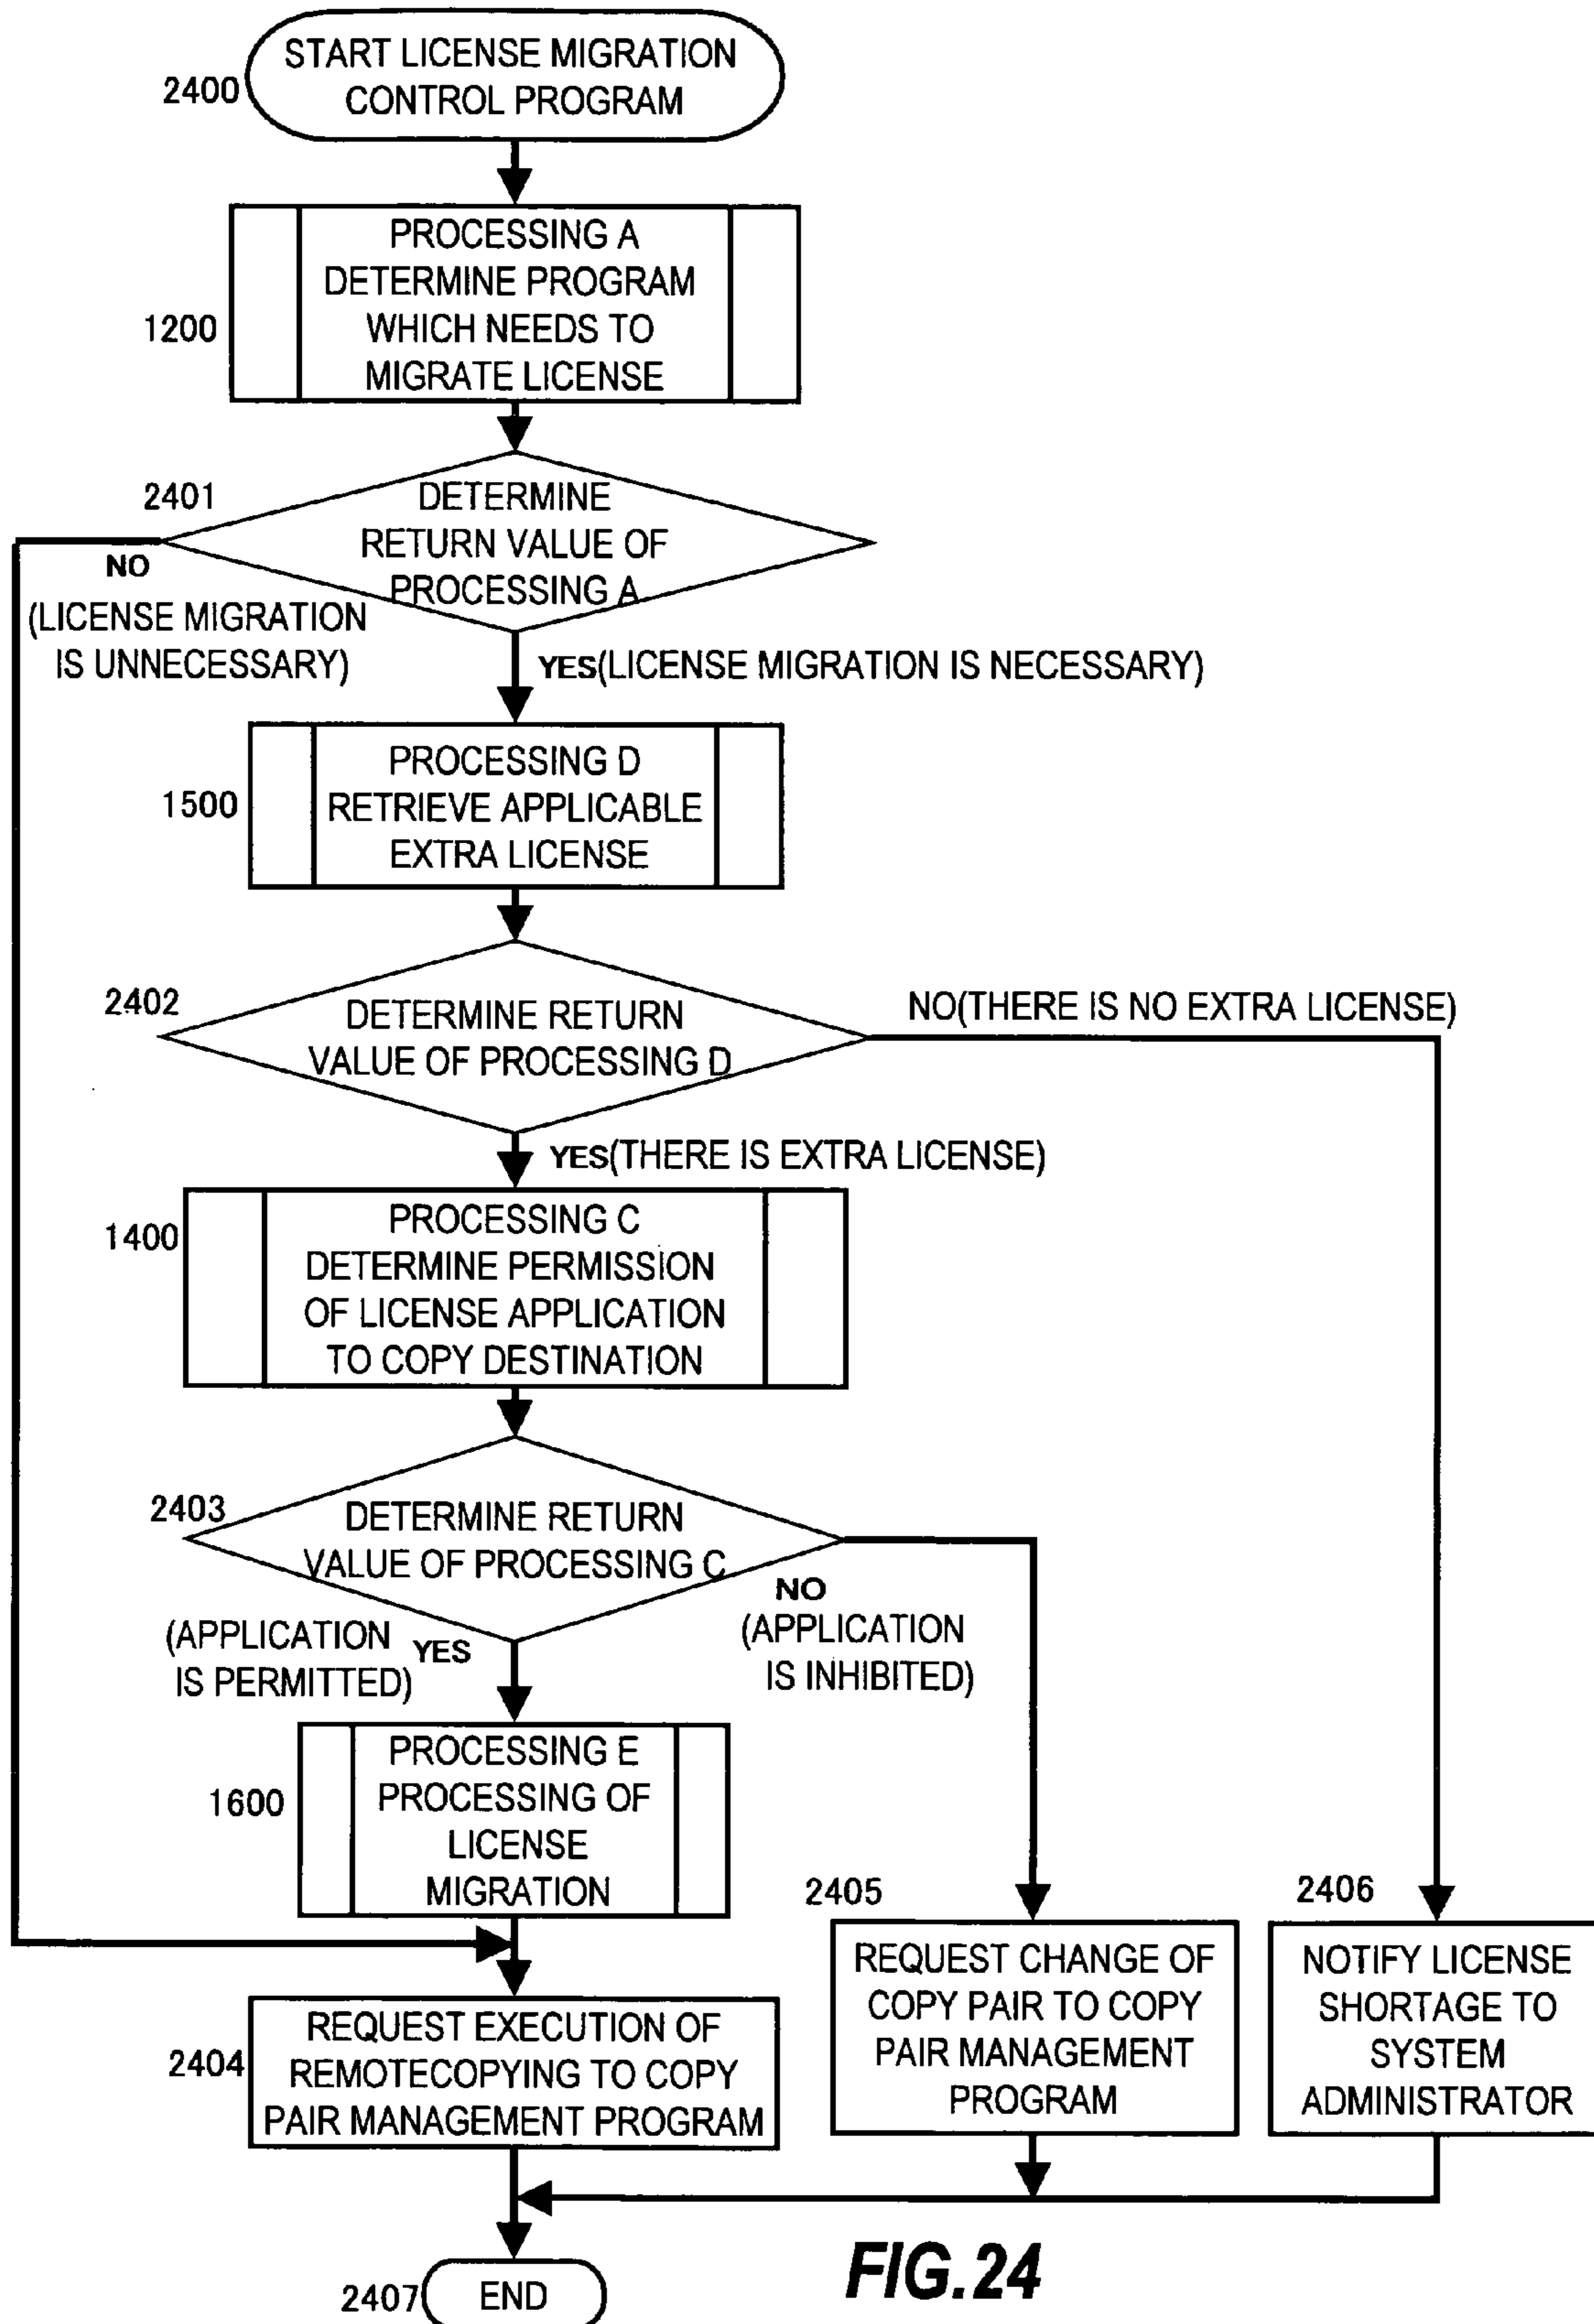 START LICENSE MIGRATION
CONTROL PROGRAM
2400
PROCESSING A
DETERMINE PROGRAM
WHICH NEEDS TO
MIGRATE LICENSE
1200
2401
DETERMINE
RETURN VALUE OF
PROCESSING A
NO
(LICENSE MIGRATION
IS UNNECESSARY)
YES(LICENSE MIGRATION IS NECESSARY)
PROCESSING D
RETRIEVE APPLICABLE
EXTRA LICENSE
1500
2402
DETERMINE RETURN
VALUE OF PROCESSING D
NO(THERE IS NO EXTRA LICENSE)
YES(THERE IS EXTRA LICENSE)
1400
PROCESSING C
DETERMINE PERMISSION
OF LICENSE APPLICATION
TO COPY DESTINATION
2403
DETERMINE RETURN
VALUE OF PROCESSING C
NO
(APPLICATION
IS INHIBITED)
(APPLICATION YES
IS PERMITTED)
PROCESSING E
PROCESSING OF
LICENSE
MIGRATION
1600
2405
2406
REQUEST CHANGE OF
COPY PAIR TO COPY
PAIR MANAGEMENT
PROGRAM
NOTIFY LICENSE
SHORTAGE TO
SYSTEM
ADMINISTRATOR
2404
REQUEST EXECUTION OF
REMOTECOPYING TO COPY
PAIR MANAGEMENT PROGRAM
2407
END
FIG.24